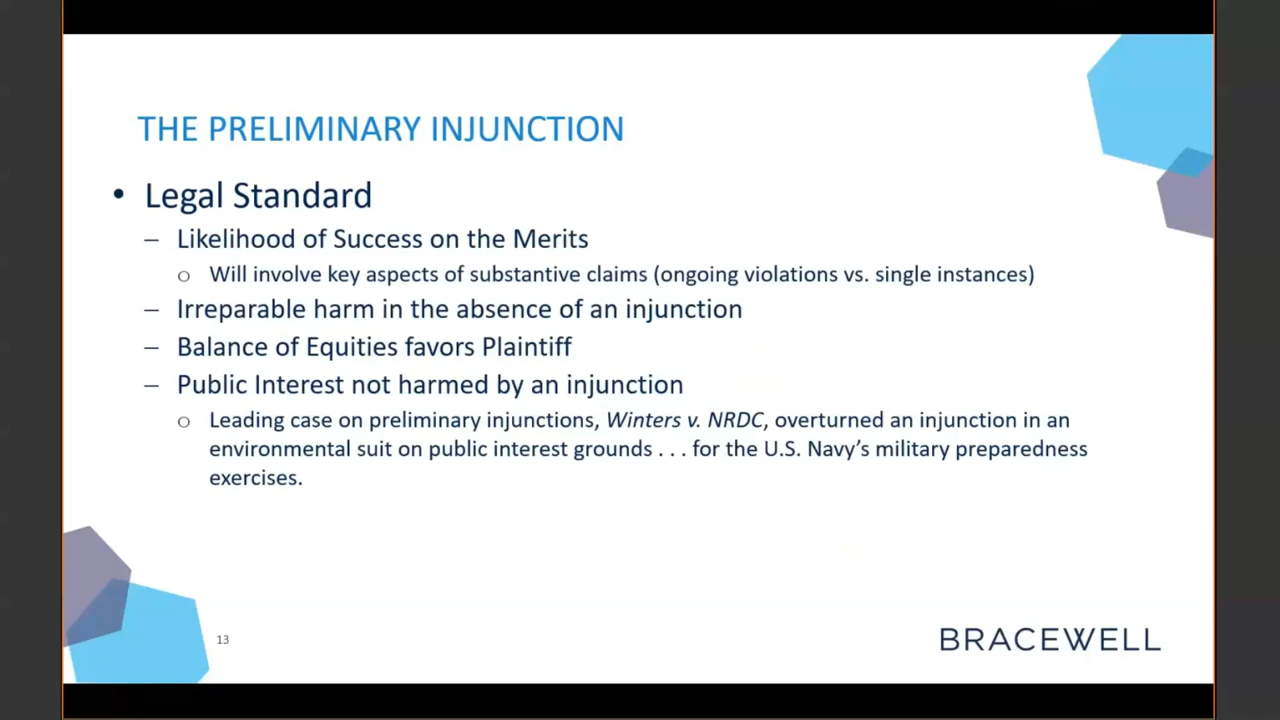 THE PRELIMINARY INJUNCTION
• Legal Standard
– Likelihood of Success on the Merits
o Will involve key aspects of substantive claims (ongoing violations vs. single instances)
– Irreparable harm in the absence of an injunction
– Balance of Equities favors Plaintiff
– Public Interest not harmed by an injunction
o Leading case on preliminary injunctions, Winters v. NRDC, overturned an injunction in an
environmental suit on public interest grounds . . . for the U.S. Navy’s military preparedness
exercises.
13
BRACEWELL